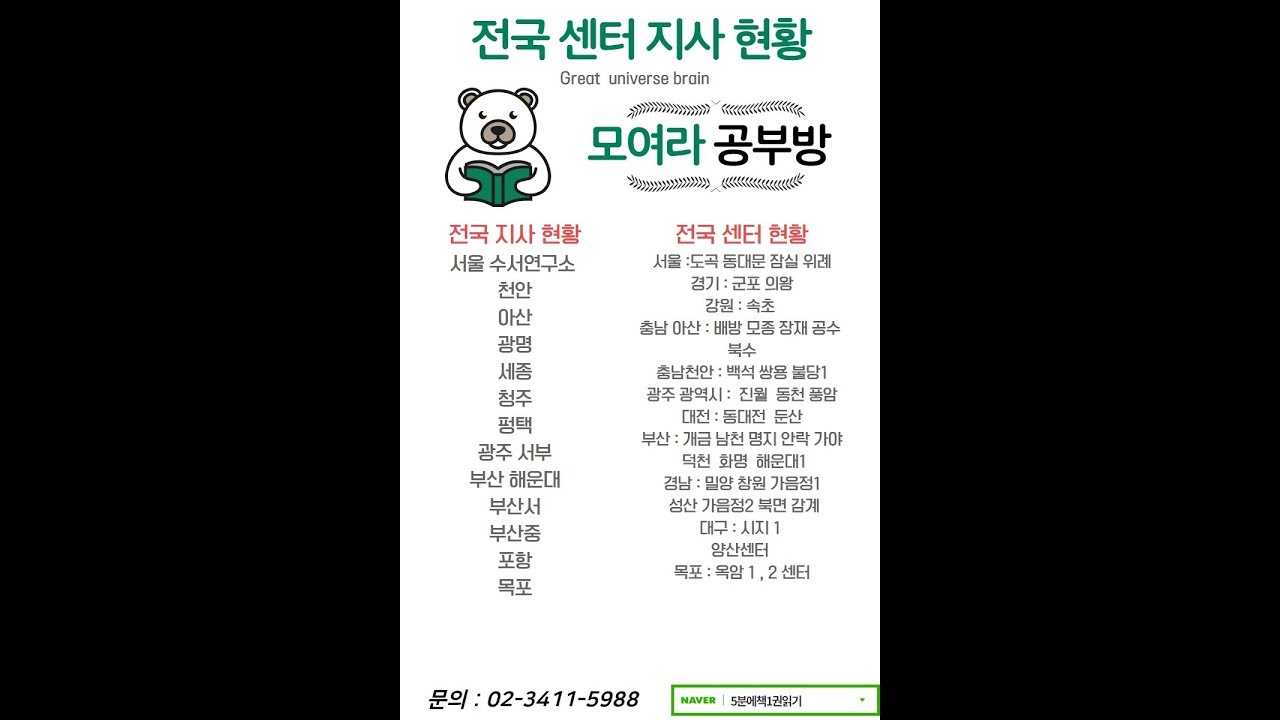 전국 센터 지사 현황
Great universe brain
모여라 공부방
전국 지사 현황
서울 수서연구소
천안
아산
광명
세종
청주
평택
광주 서부
부산 해운대
부산서
부산중
포항
목포
전국 센터 현황
서울 :도곡 동대문 잠실 위례
경기 : 군포 의왕
강원 : 속초
충남 아산 : 배방 모종 장재 공수
북수
충남천안 : 백석 쌍용 불당1
광주 광역시 : 진월 동천 풍암
대전 : 동대전 둔산
부산 : 개금 남천 명지 안락 가야
덕천 화명 해운대1
경남 : 밀양 창원 가음정1
성산 가음정2 북면 감계
대구 : 시지 1
양산센터
목포 : 옥암 1 , 2 센터
문의 : 02-3411-5988
NAVER 5분에책1권읽기